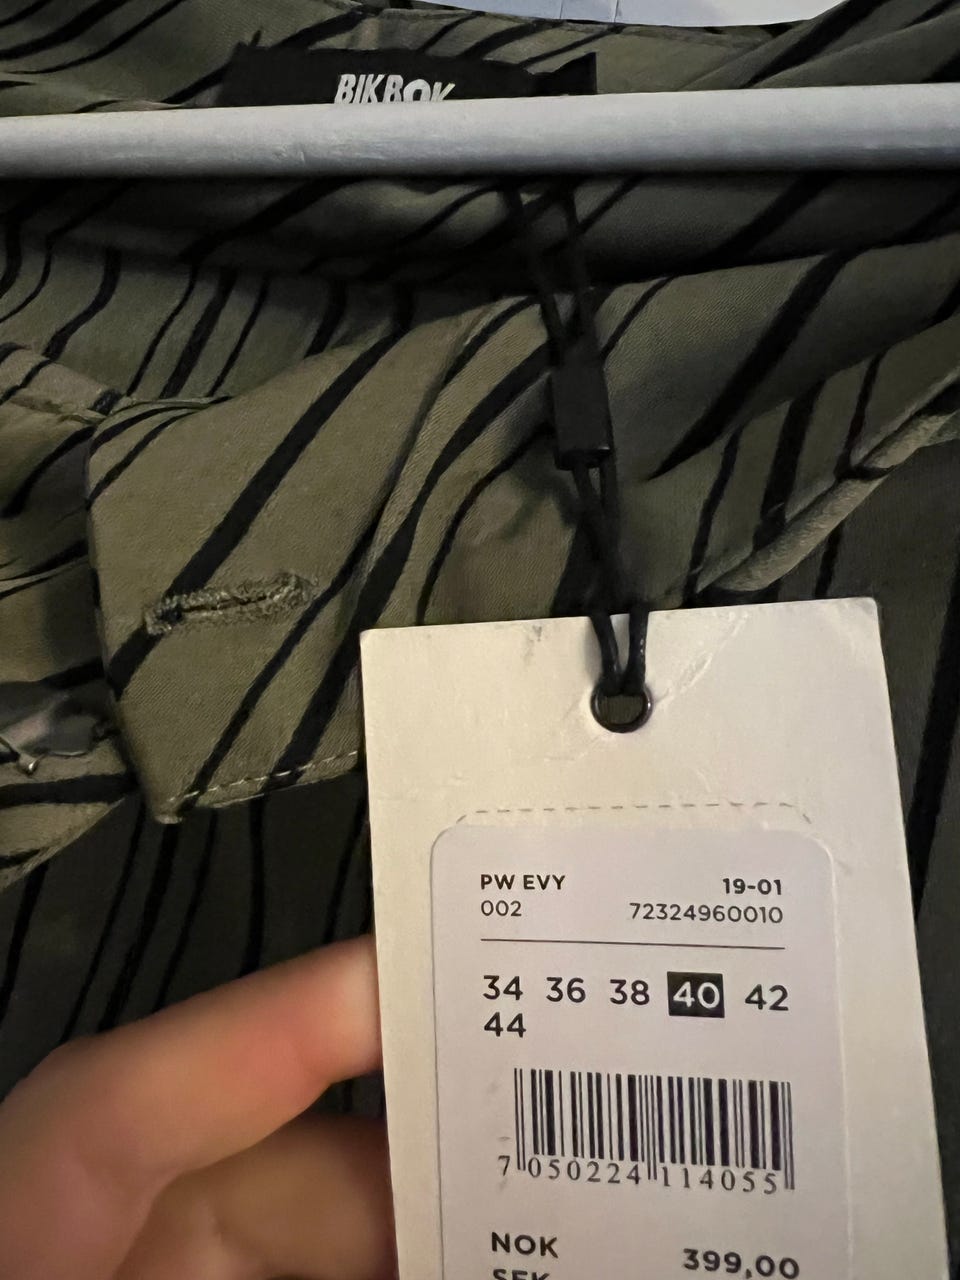 BIKBOK
PW EVY 19-01
002 72324960010
34 36 38 40 42
44
7 050224 114055
NOK 399,00
SEK